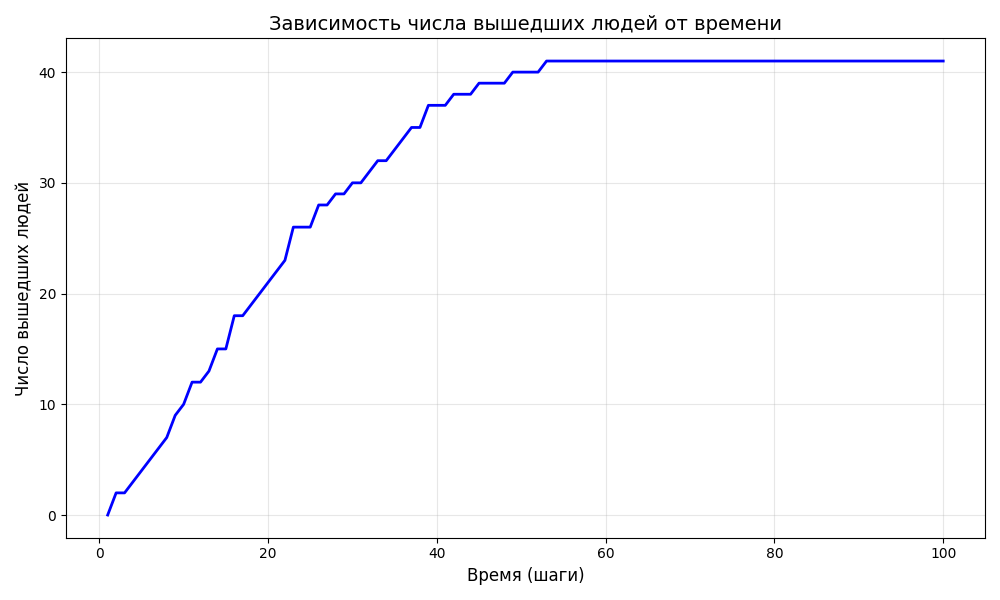 Зависимость числа вышедших людей от времени
Число вышедших людей
40
30
20
10
0
0 20 40 60 80 100
Время (шаги)